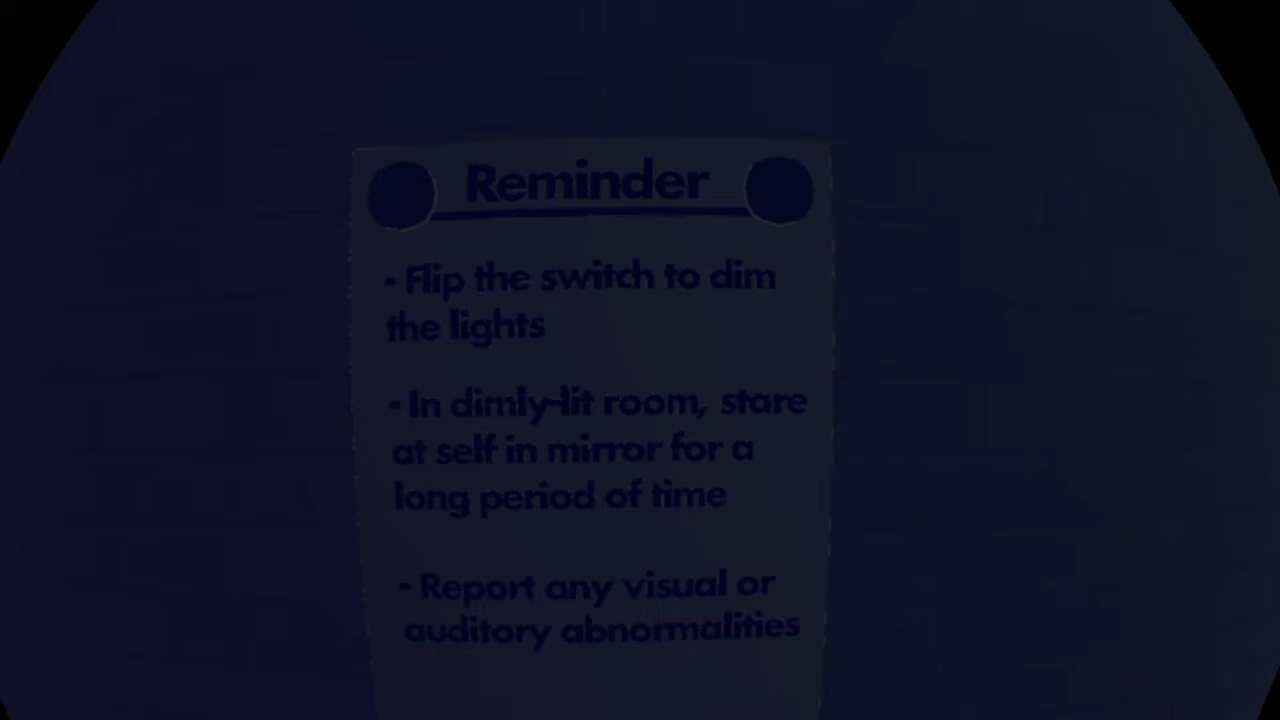 Reminder
- Flip the switch to dim
the lights
- In dimly-lit room, stare
at self in mirror for a
long period of time
- Report any visual or
auditory abnormalities